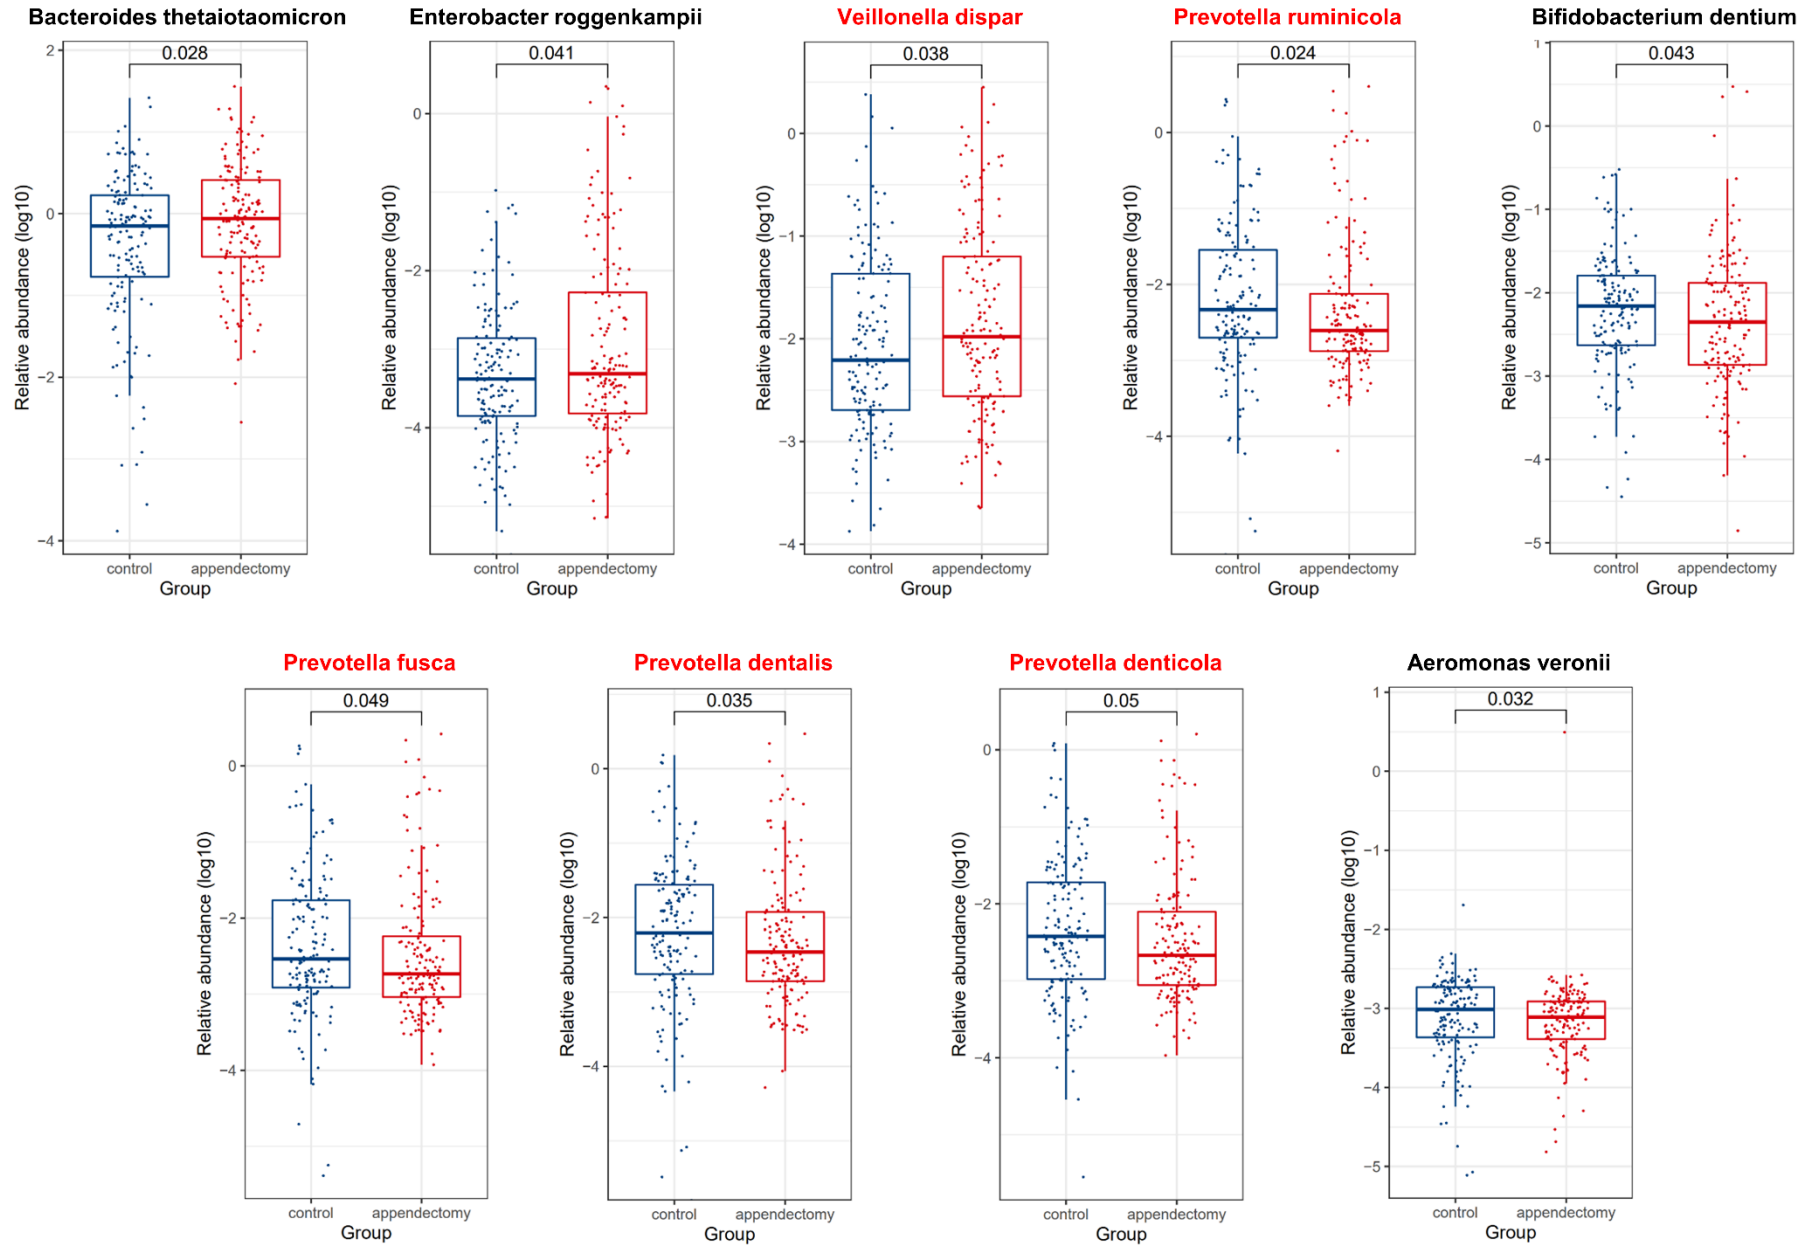 Bacteroides thetaiotaomicron
Enterobacter roggenkampii
Veillonella dispar
Prevotella ruminicola
Bifidobacterium dentium
0.028
0.041
0.038
0.024
0.043
Relative abundance (log10)
2
0
−2
−4
Relative abundance (log10)
0
−2
−4
Relative abundance (log10)
0
−1
−2
−3
−4
Relative abundance (log10)
0
−2
−4
Relative abundance (log10)
1
0
−1
−2
−3
−4
−5
control appendectomy
control appendectomy
control appendectomy
control appendectomy
control appendectomy
Group
Group
Group
Group
Group
Prevotella fusca
Prevotella dentalis
Prevotella denticola
Aeromonas veronii
0.049
0.035
0.05
0.032
Relative abundance (log10)
0
−2
−4
Relative abundance (log10)
0
−2
−4
Relative abundance (log10)
0
−2
−4
Relative abundance (log10)
1
0
−1
−2
−3
−4
−5
control appendectomy
control appendectomy
control appendectomy
control appendectomy
Group
Group
Group
Group